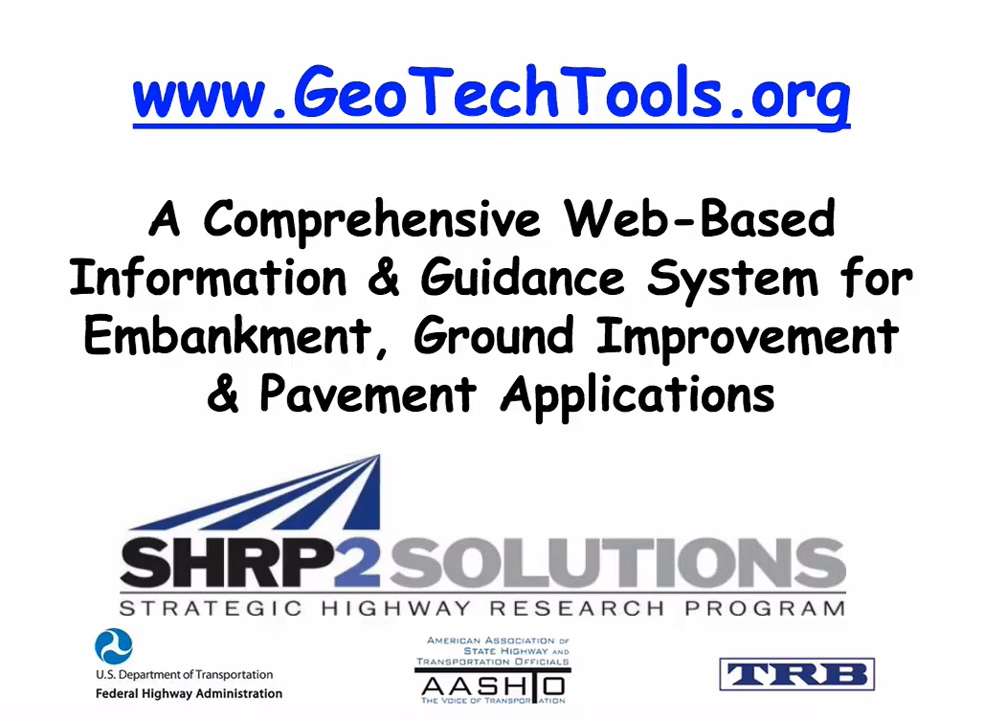 www.GeoTechTools.org
A Comprehensive Web-Based
Information & Guidance System for
Embankment, Ground Improvement
& Pavement Applications
SHRP2SOLUTIONS
STRATEGIC HIGHWAY RESEARCH PROGRAM
U.S. Department of Transportation
Federal Highway Administration
AMERICAN ASSOCIATION OF
STATE HIGHWAY AND
TRANSPORTATION OFFICIALS
AASHTO
THE VOICE OF TRANSPORTATION
TRB